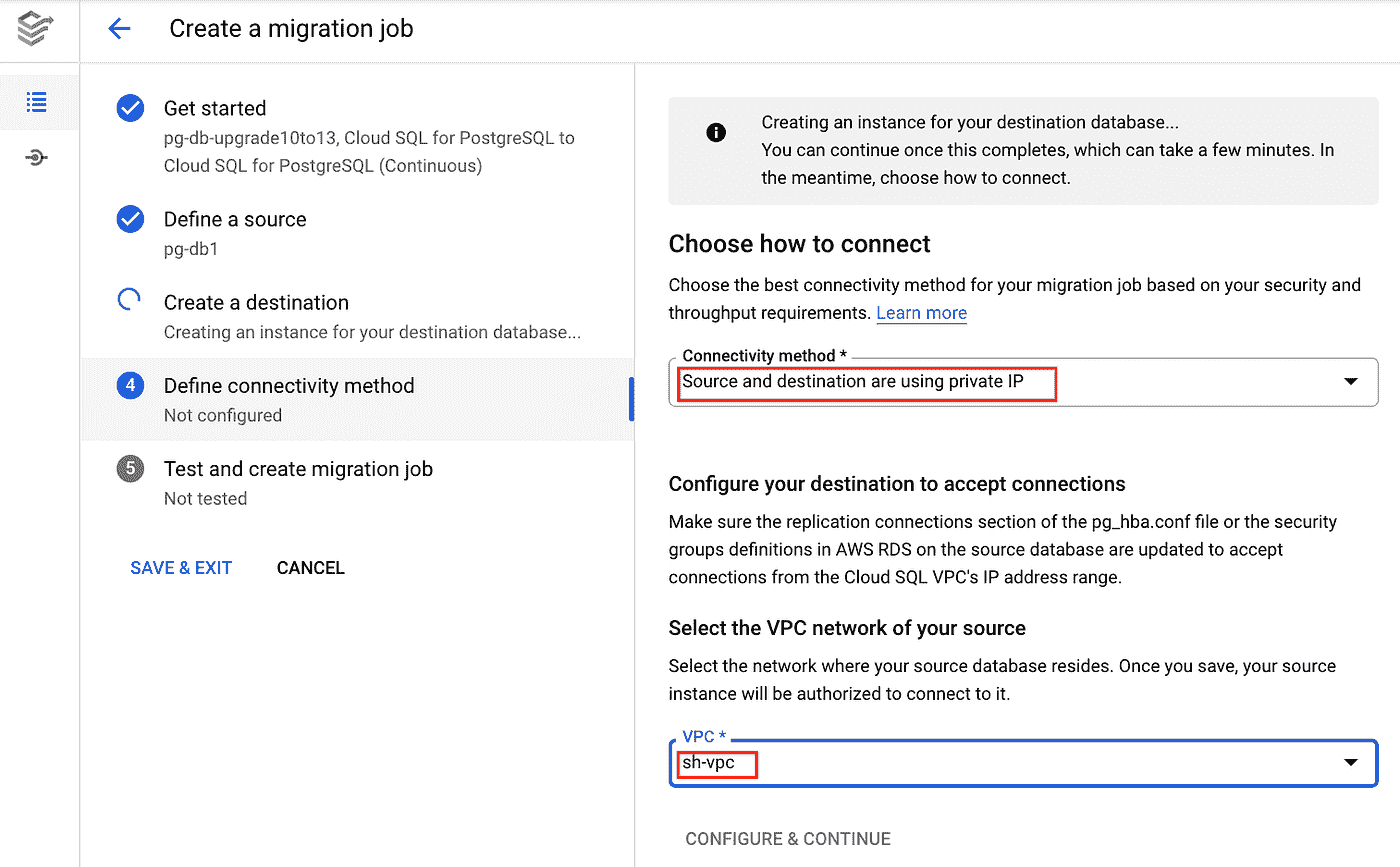 Create a migration job
Get started
pg-db-upgrade10to13, Cloud SQL for PostgreSQL to
Cloud SQL for PostgreSQL (Continuous)
Define a source
pg-db1
Create a destination
Creating an instance for your destination database...
4
Define connectivity method
Not configured
5
Test and create migration job
Not tested
SAVE & EXIT
CANCEL
Creating an instance for your destination database...
You can continue once this completes, which can take a few minutes. In
the meantime, choose how to connect.
Choose how to connect
Choose the best connectivity method for your migration job based on your security and
throughput requirements. Learn more
Connectivity method *
Source and destination are using private IP
Configure your destination to accept connections
Make sure the replication connections section of the pg_hba.conf file or the security
groups definitions in AWS RDS on the source database are updated to accept
connections from the Cloud SQL VPC's IP address range.
Select the VPC network of your source
Select the network where your source database resides. Once you save, your source
instance will be authorized to connect to it.
VPC *
sh-vpc
CONFIGURE & CONTINUE